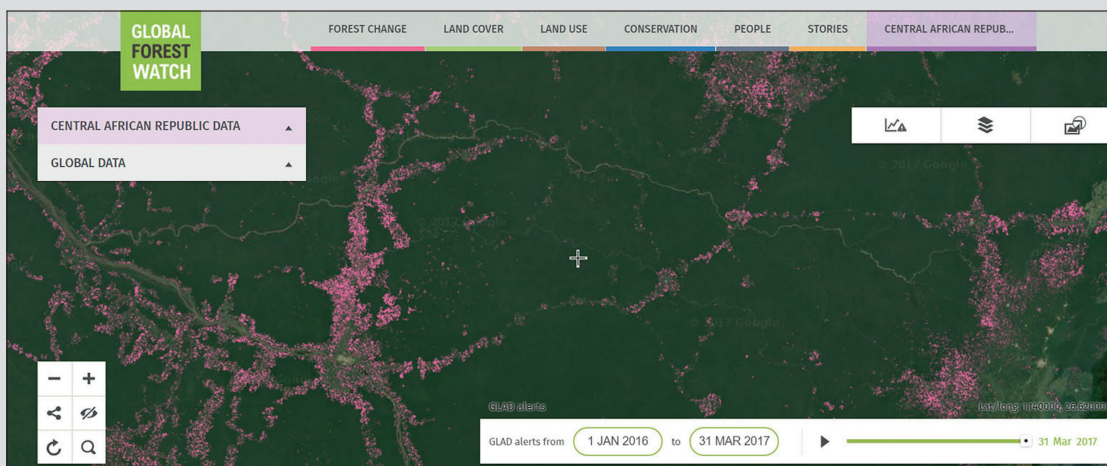 GLOBAL
FOREST
WATCH
FOREST CHANGE
LAND COVER
LAND USE
CONSERVATION
PEOPLE
STORIES
CENTRAL AFRICAN REPUB...
CENTRAL AFRICAN REPUBLIC DATA
GLOBAL DATA
© 2017 Google
© 2017 Google
GLAD alerts
GLAD alerts from 1 JAN 2016 to 31 MAR 2017
31 Mar 2017